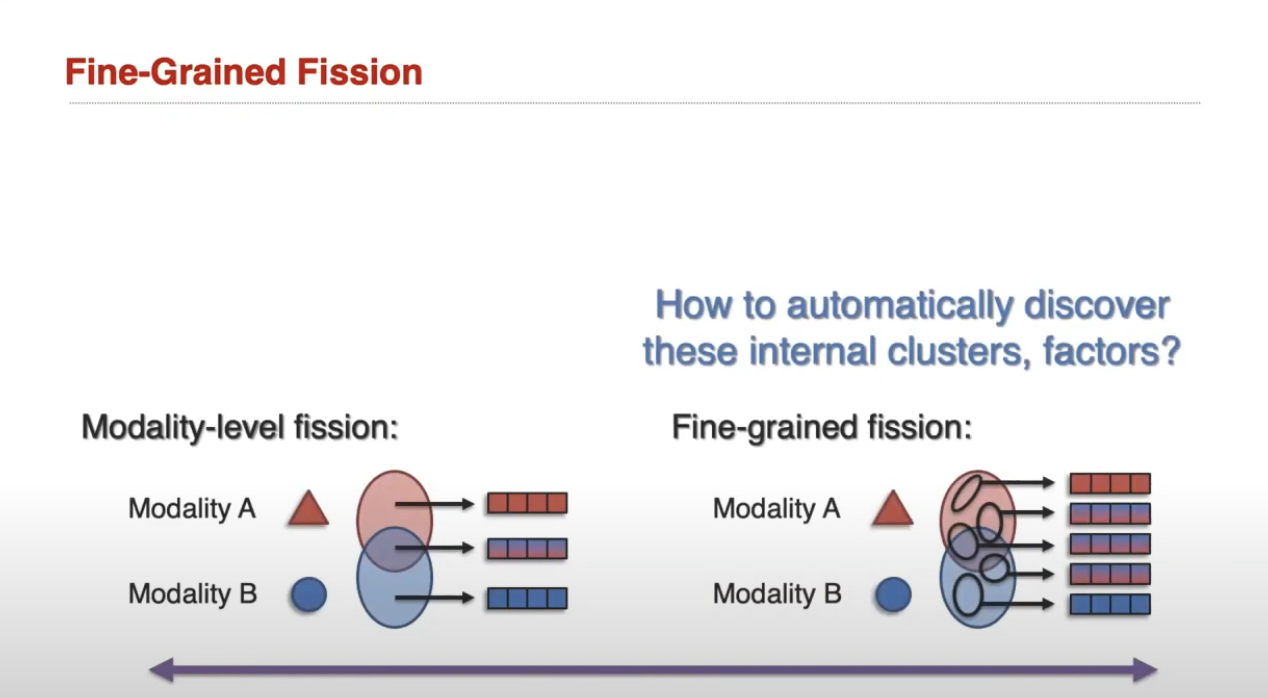 Fine-Grained Fission
How to automatically discover
these internal clusters, factors?
Modality-level fission:
Modality A
Modality B
Fine-grained fission:
Modality A
Modality B